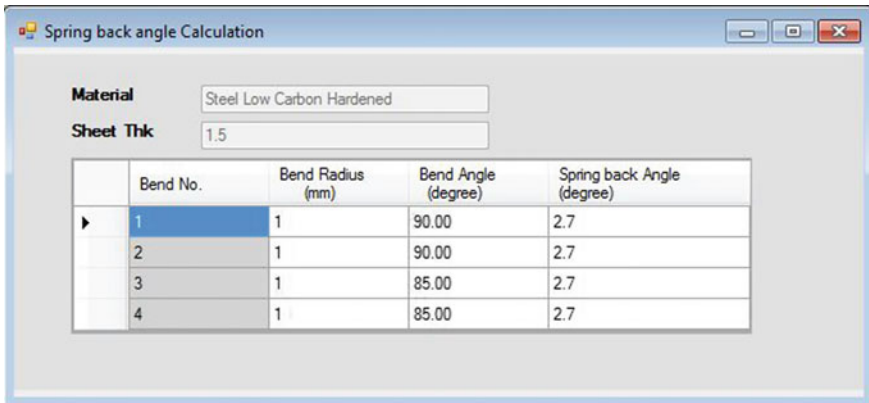 Spring back angle Calculation
Material Steel Low Carbon Hardened
Sheet Thk 1.5
Bend No. Bend Radius (mm) Bend Angle (degree) Spring back Angle (degree)
1 1 90.00 2.7
2 1 90.00 2.7
3 1 85.00 2.7
4 1 85.00 2.7